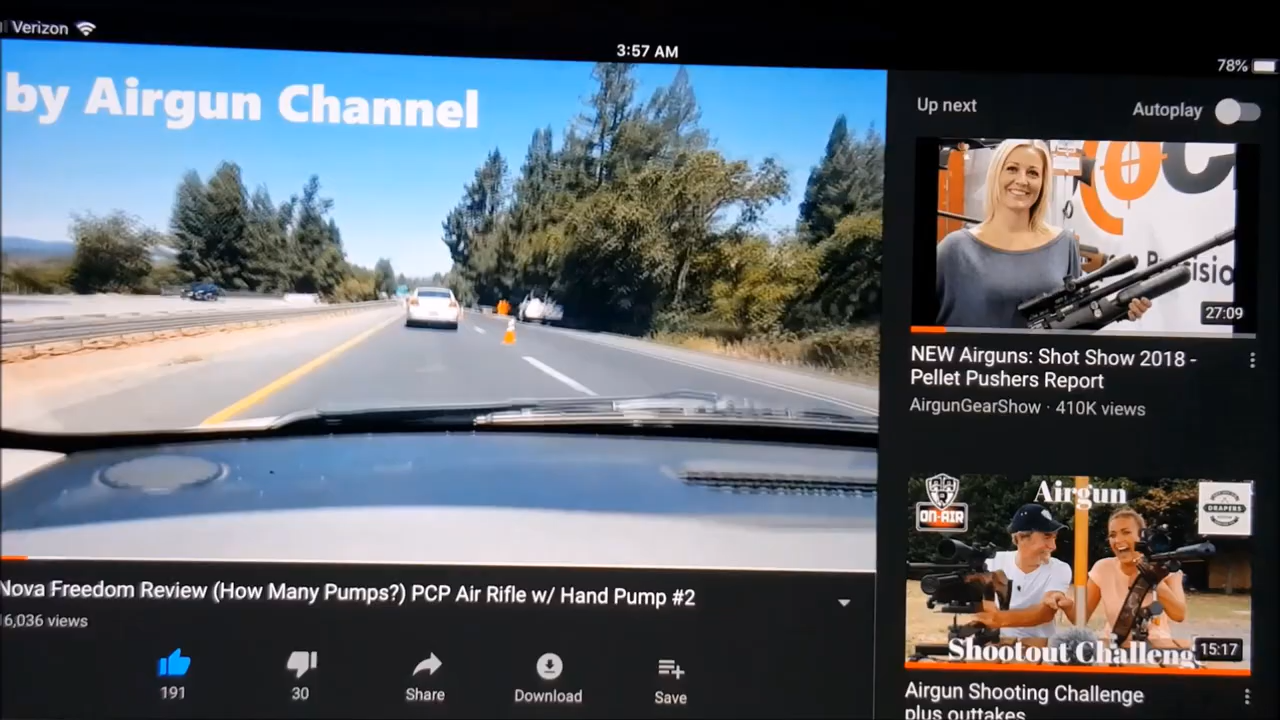 Verizon
3:57 AM
78%
by Airgun Channel
Up next
Autoplay
27:09
NEW Airguns: Shot Show 2018 -
Pellet Pushers Report
AirgunGearShow · 410K views
ON-AIR
Airgun
DRAPERS
Shootout Challeng
15:17
Airgun Shooting Challenge
plus outtakes
Nova Freedom Review (How Many Pumps?) PCP Air Rifle w/ Hand Pump #2
6,036 views
191
30
Share
Download
Save